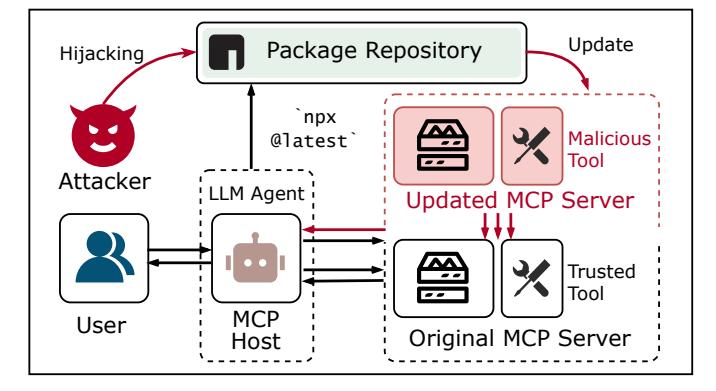 Hijacking
Package Repository
Update
`npx
@latest`
Attacker
LLM Agent
Malicious
Tool
Updated MCP Server
User
MCP
Host
Trusted
Tool
Original MCP Server